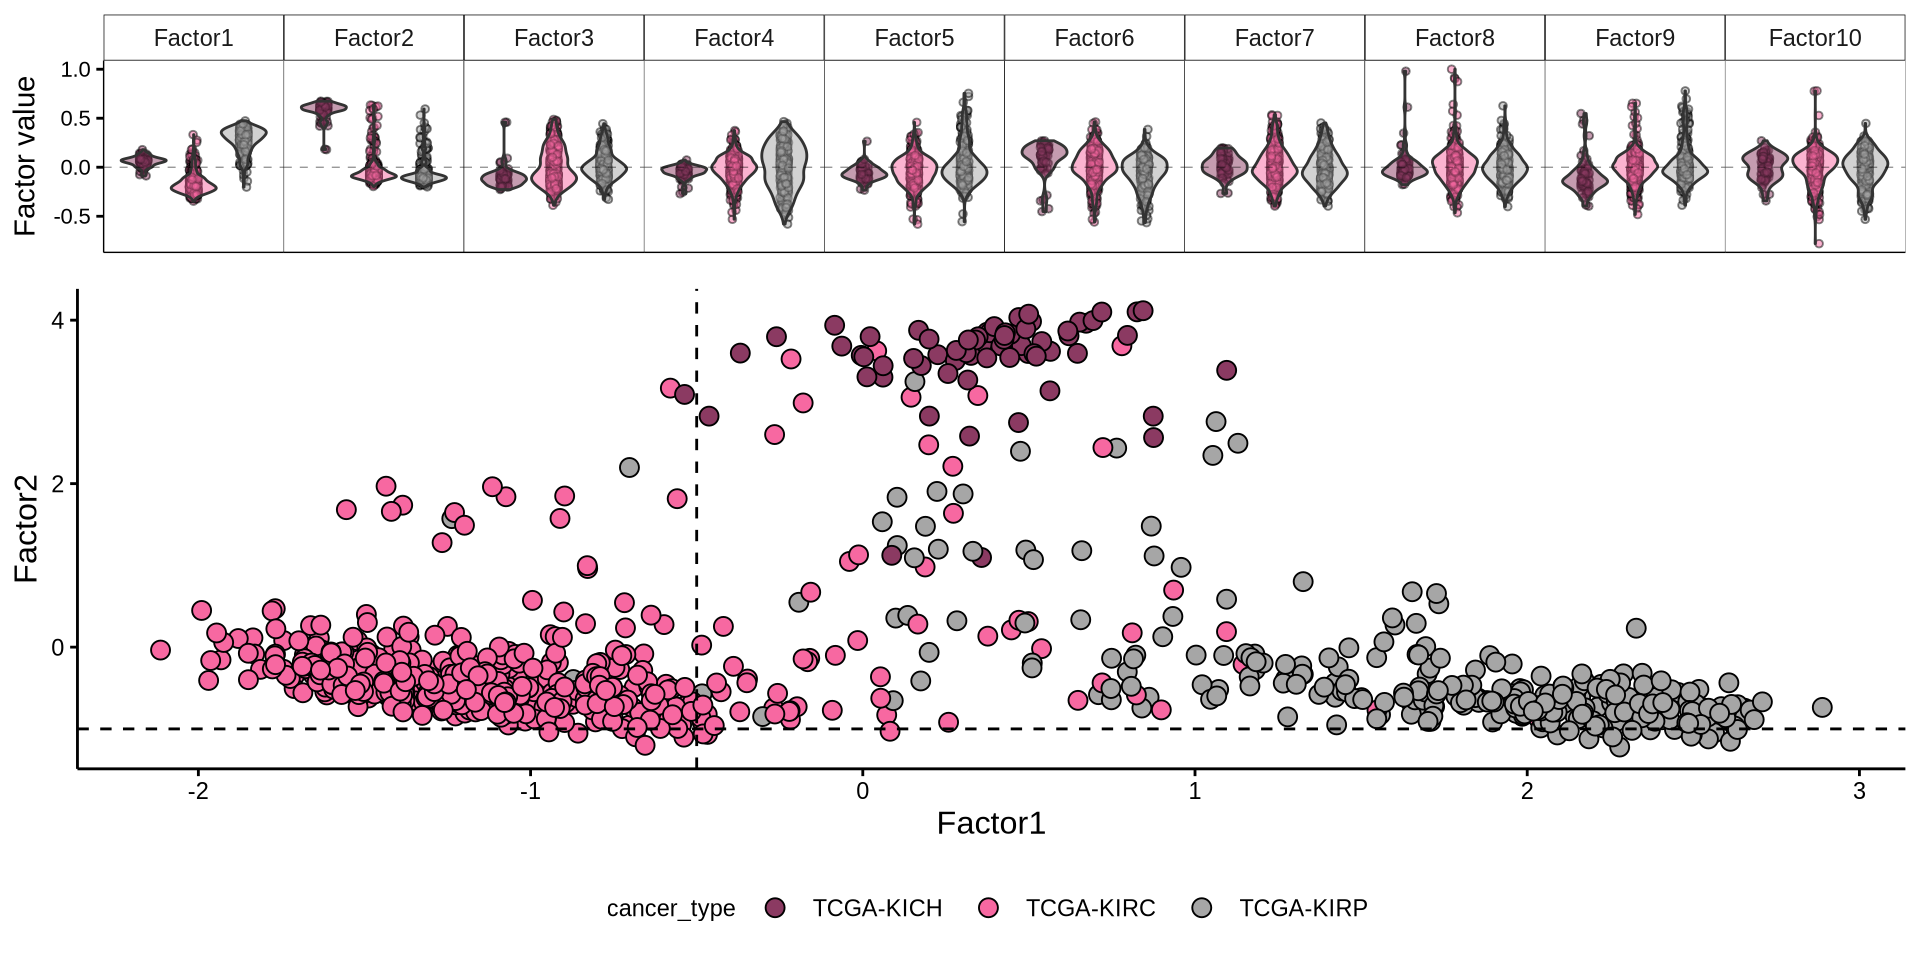 Factor1 Factor2 Factor3 Factor4 Factor5 Factor6 Factor7 Factor8 Factor9 Factor10
Factor value
1.0
0.5
0.0
-0.5
Factor2
4
2
0
-2 -1 0 1 2 3
Factor1
cancer_type TCGA-KICH TCGA-KIRC TCGA-KIRP